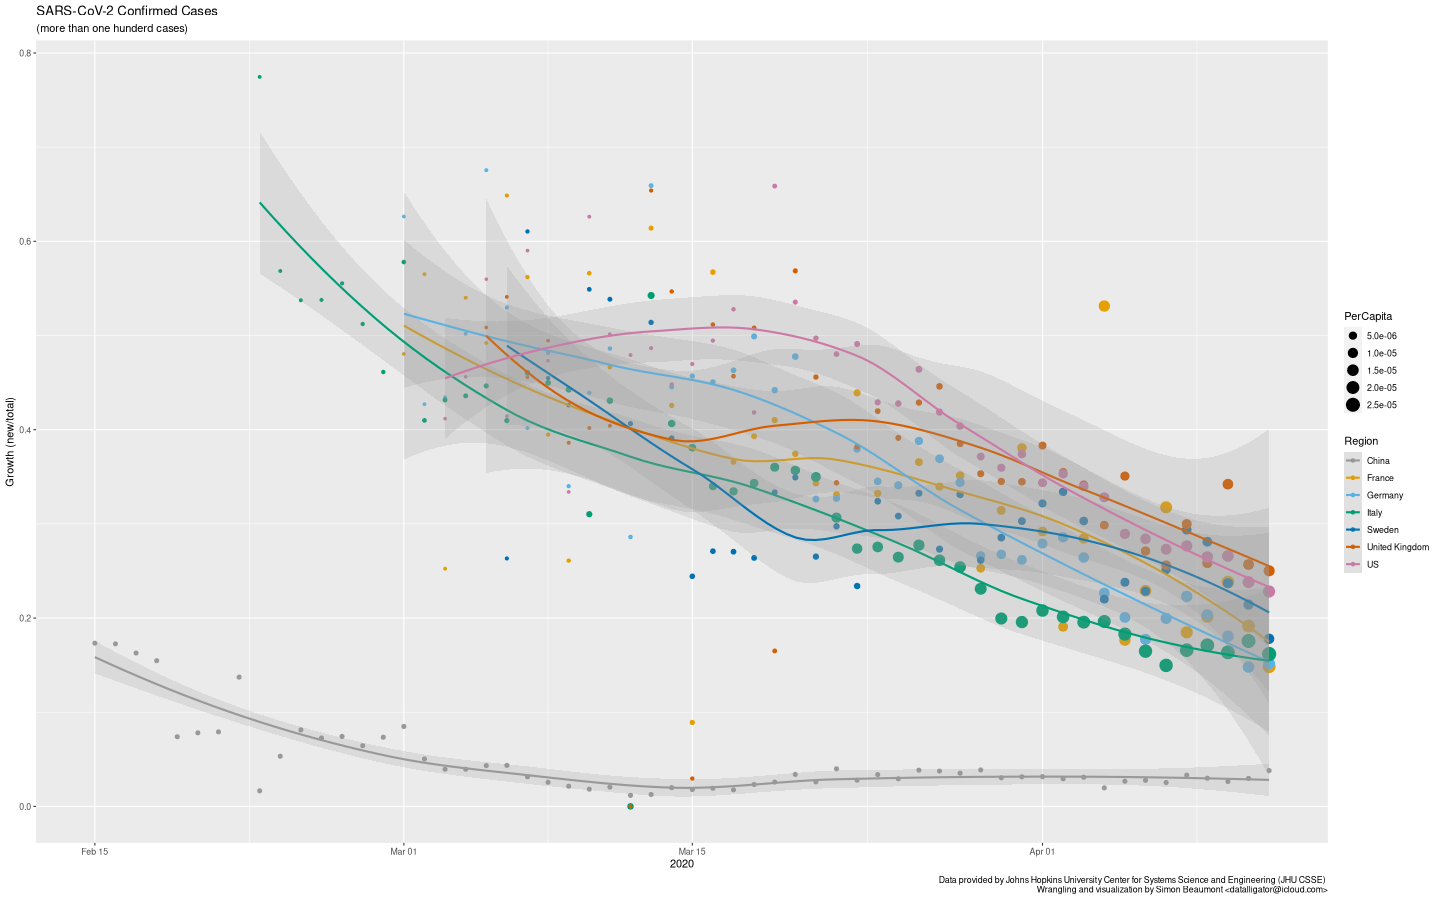 SARS-CoV-2 Confirmed Cases
(more than one hunderd cases)
0.8
0.6
0.4
0.2
0.0
Growth (new/total)
Feb 15
Mar 01
Mar 15
Apr 01
2020
PerCapita
5.0e-06
1.0e-05
1.5e-05
2.0e-05
2.5e-05
Region
China
France
Germany
Italy
Sweden
United Kingdom
US
Data provided by Johns Hopkins University Center for Systems Science and Engineering (JHU CSSE)
Wrangling and visualization by Simon Beaumont <datalligator@icloud.com>